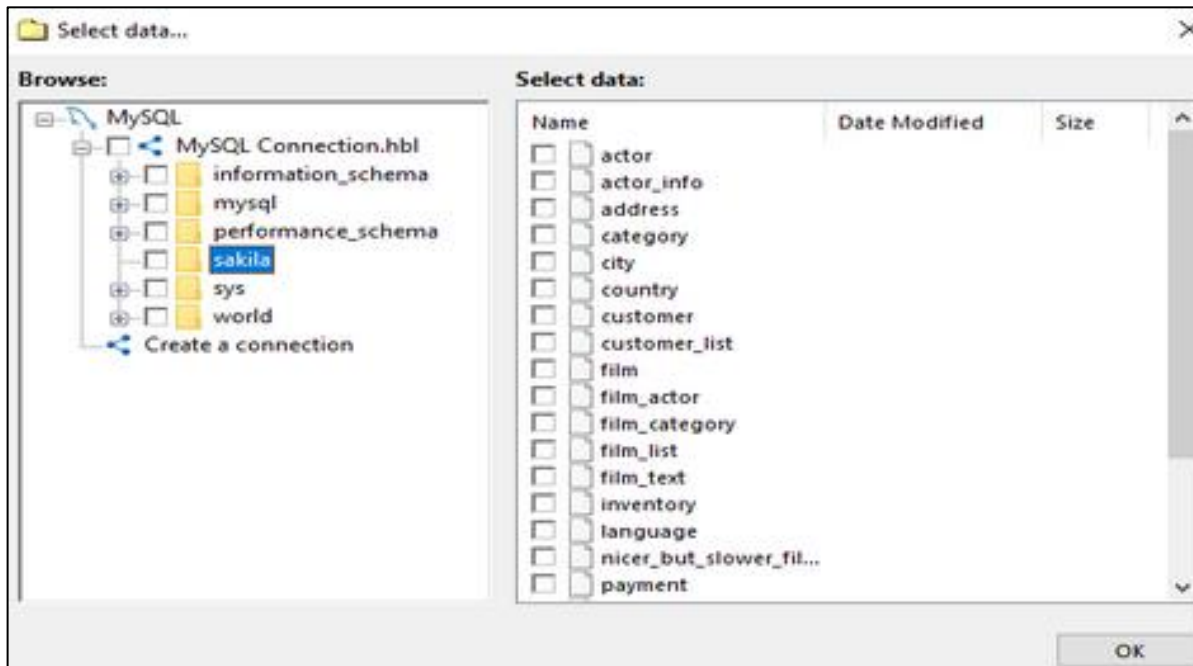 Select data...
Browse:
MySQL
MySQL Connection.hbl
information_schema
mysql
performance_schema
sakila
sys
world
Create a connection
Select data:
Name Date Modified Size
actor
actor_info
address
category
city
country
customer
customer_list
film
film_actor
film_category
film_list
film_text
inventory
language
nicer_but_slower_fil...
payment
OK